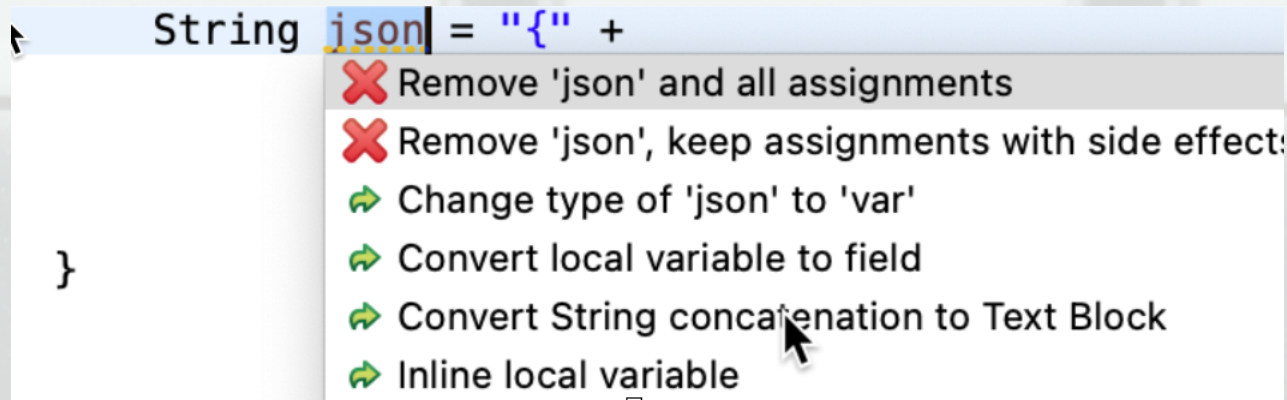 String json = "{" +
Remove 'json' and all assignments
Remove 'json', keep assignments with side effects
Change type of 'json' to 'var'
Convert local variable to field
}
Convert String concatenation to Text Block
Inline local variable